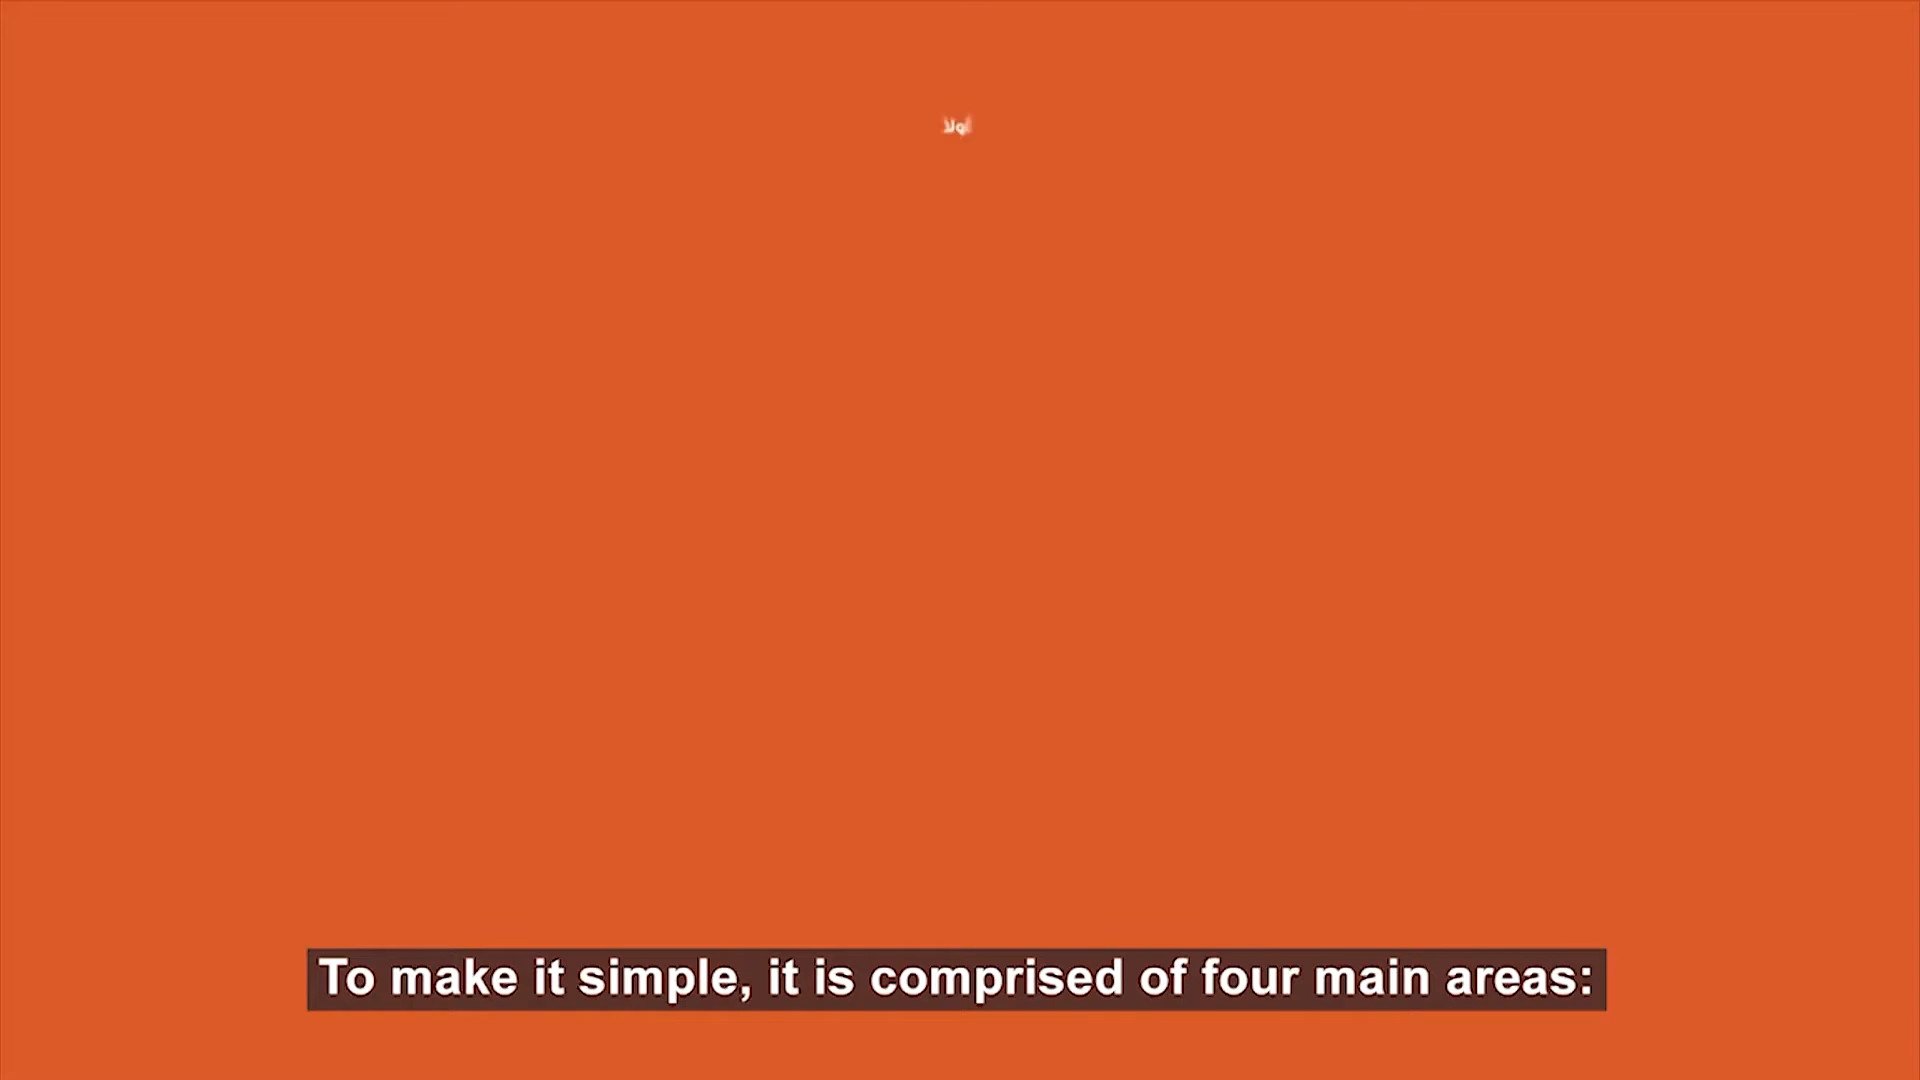 أولاً
To make it simple, it is comprised of four main areas: